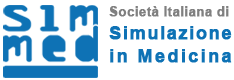 sim
med
Società Italiana di
Simulazione
in Medicina